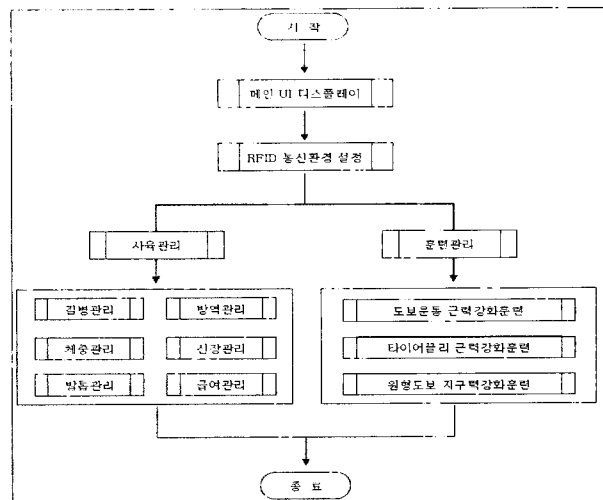 시 작
메인 UI 디스플레이
RFID 통신환경 설정
사육관리
훈련관리
질병관리
방역관리
체중관리
신장관리
발톱관리
급여관리
도보운동 근력강화훈련
타이어끌리 근력강화훈련
원형도보 지구력강화훈련
종 료